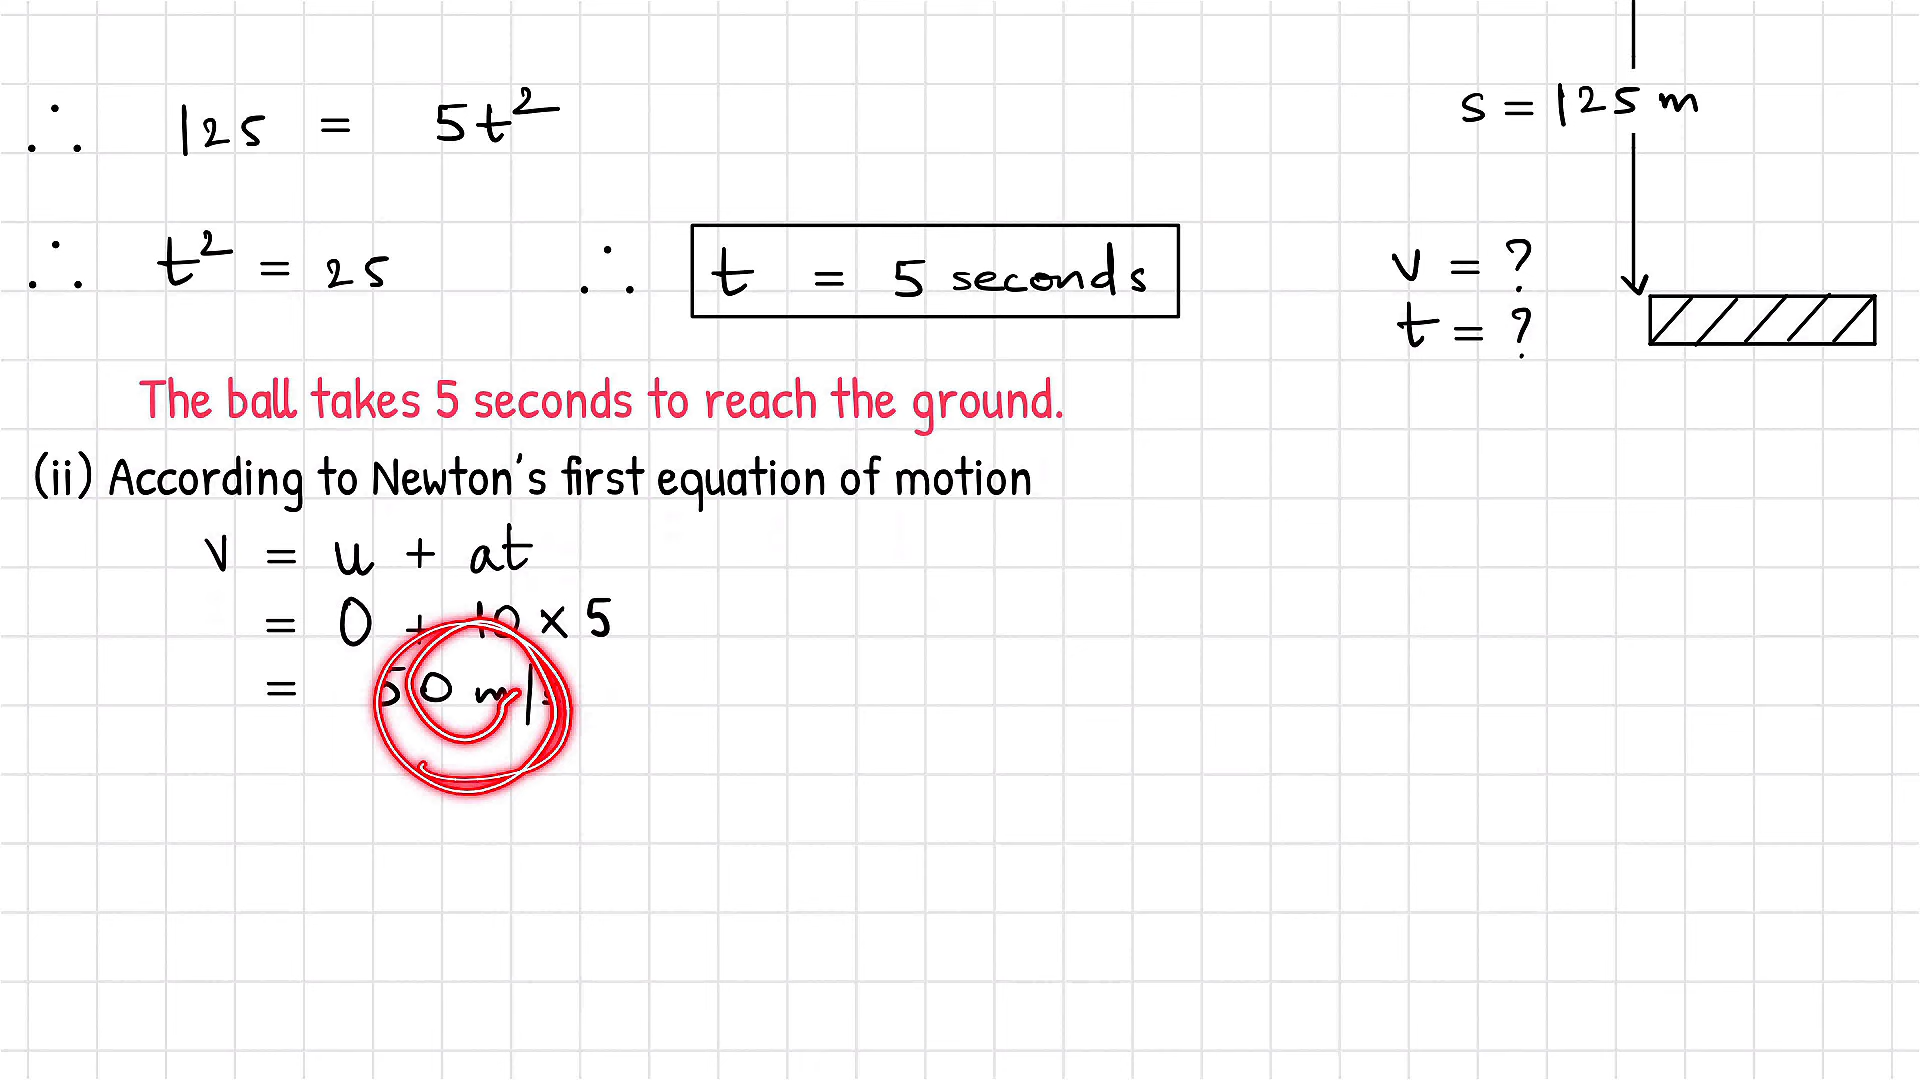 ∴ 125 = 5t²
s = 125 m
∴ t² = 25 ∴ t = 5 seconds
v = ?
t = ?
The ball takes 5 seconds to reach the ground.
(ii) According to Newton's first equation of motion
v = u + at
= 0 + 10 × 5
= 50 m/s